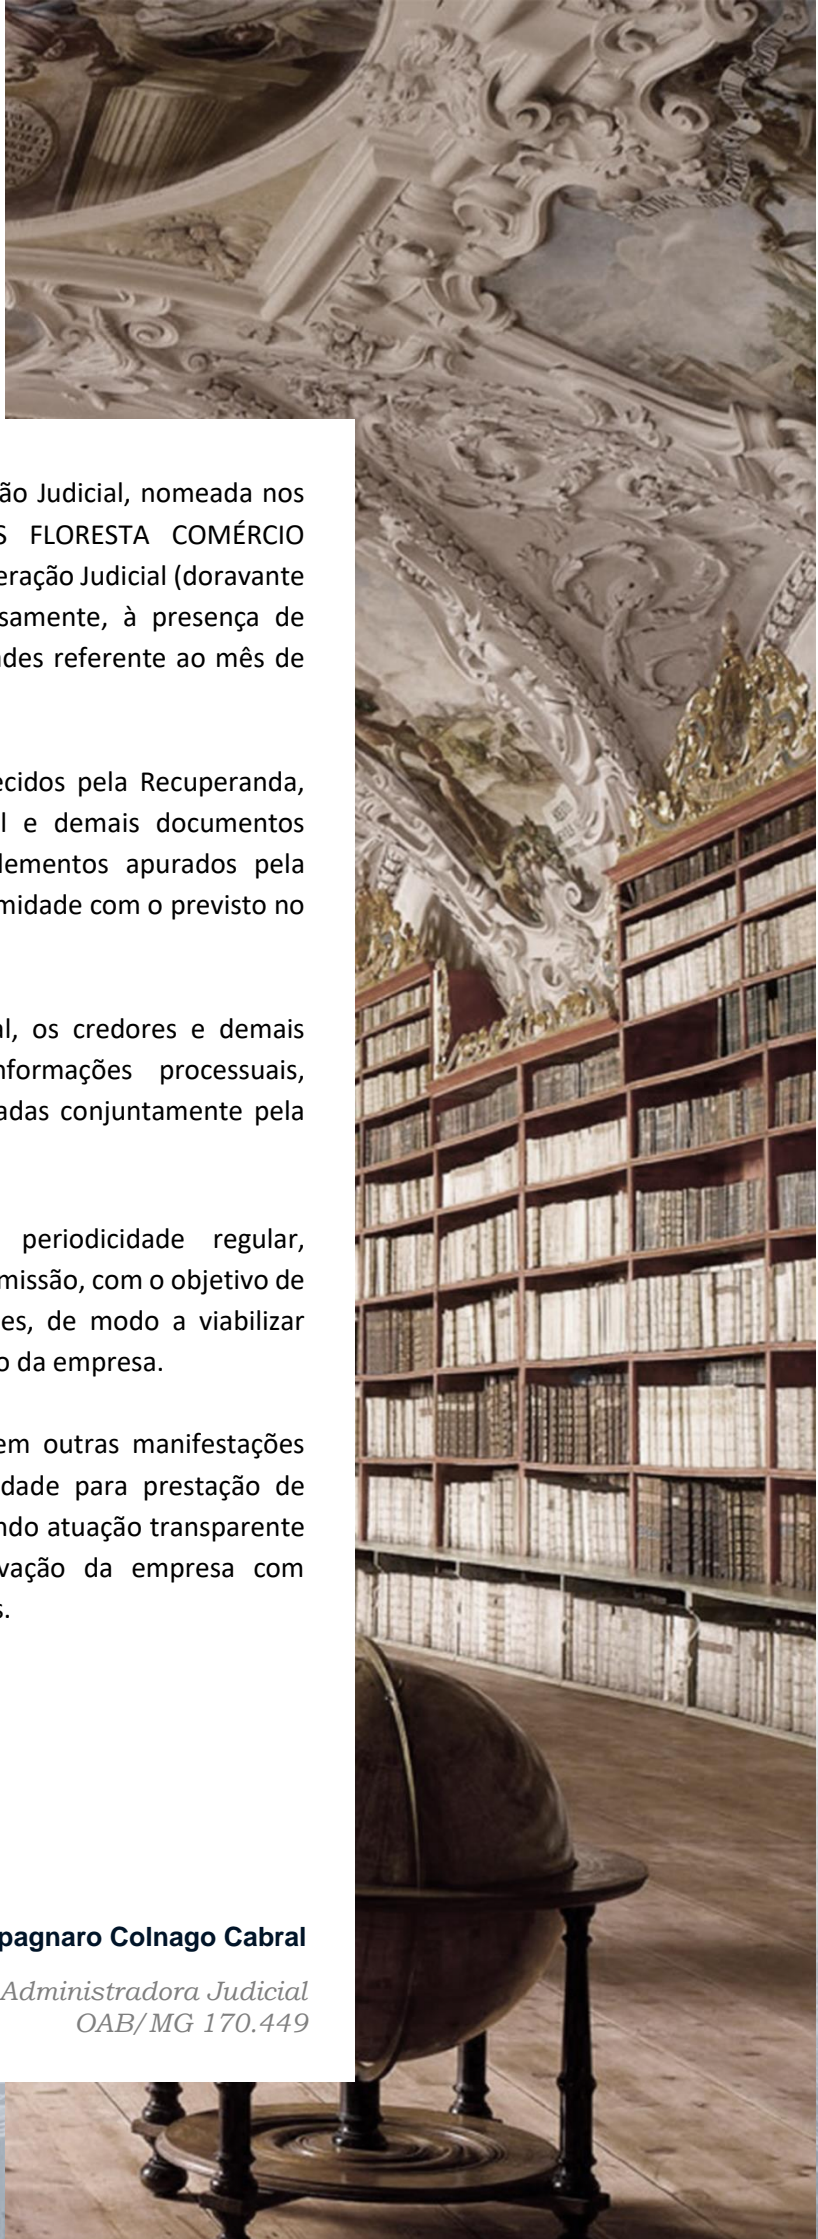 ão Judicial, nomeada nos
S FLORESTA COMÉRCIO
eração Judicial (doravante
samente, à presença de
des referente ao mês de
ecidos pela Recuperanda,
l e demais documentos
lementos apurados pela
midade com o previsto no
al, os credores e demais
nformações processuais,
adas conjuntamente pela
periodicidade regular,
missão, com o objetivo de
es, de modo a viabilizar
o da empresa.
em outras manifestações
dade para prestação de
ndo atuação transparente
vação da empresa com
s.
pagnaro Colnago Cabral
Administradora Judicial
OAB/MG 170.449